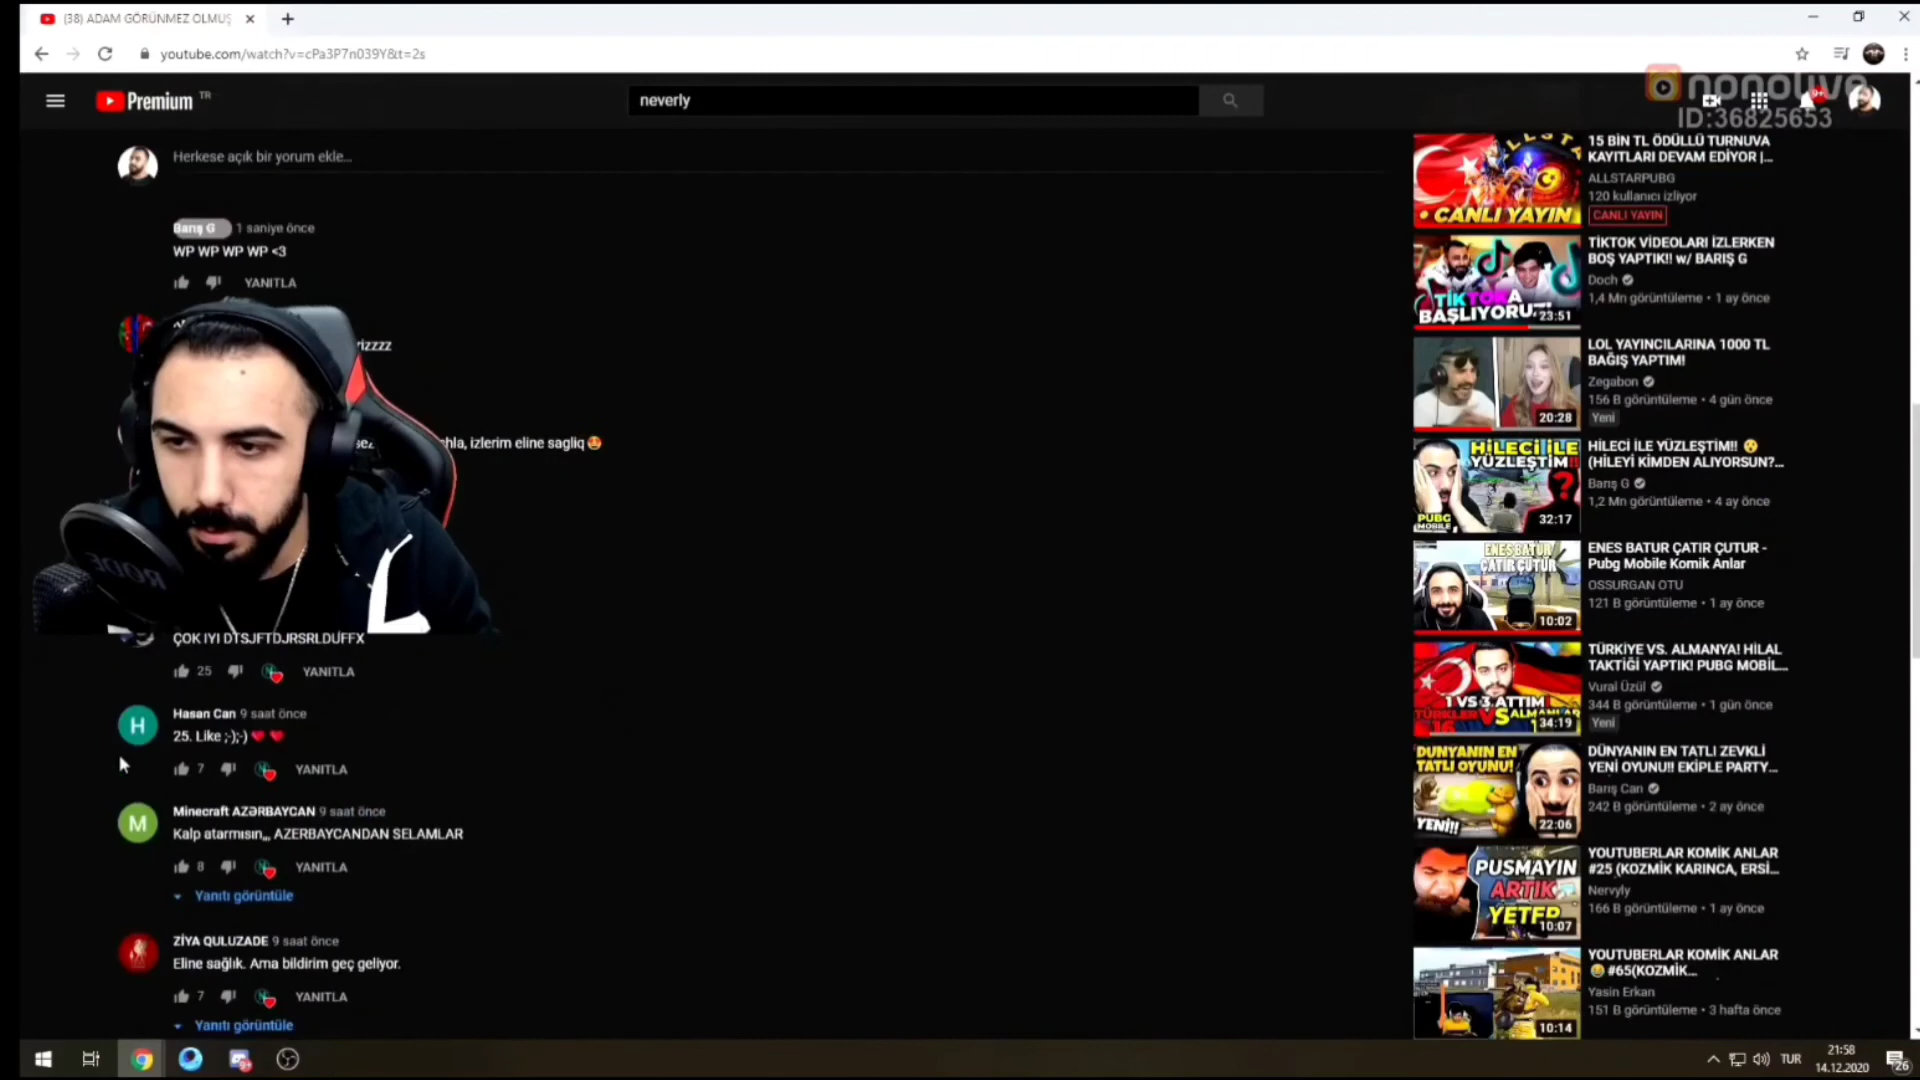 (38) ADAM GÖRÜNMEZ OLMUŞ
youtube.com/watch?v=cPa3P7n039Y&t=2s
Premium TR
neverly
nonolive
ID:36825653
9+
Herkese açık bir yorum ekle...
Barış G 1 saniye önce
WP WP WP WP <3
YANITLA
rizzzz
hla, izlerim eline sagliq
RODE
ÇOK IYI DTSJFTDJRSRLDUFFX
25 YANITLA
H
Hasan Can 9 saat önce
25. Like ;-);-)
7 YANITLA
M
Minecraft AZƏRBAYCAN 9 saat önce
Kalp atarmısın,,, AZERBAYCANDAN SELAMLAR
8 YANITLA
Yanıtı görüntüle
ZİYA QULUZADE 9 saat önce
Eline sağlık. Ama bildirim geç geliyor.
7 YANITLA
Yanıtı görüntüle
CANLI YAYIN
15 BİN TL ÖDÜLLÜ TURNUVA
KAYITLARI DEVAM EDİYOR |...
ALLSTARPUBG
120 kullanıcı izliyor
CANLI YAYIN
TİKTOKA
BAŞLIYORUZ
23:51
TİKTOK VİDEOLARI İZLERKEN
BOŞ YAPTIK!! w/ BARIŞ G
Doch
1,4 Mn görüntüleme • 1 ay önce
20:28
LOL YAYINCILARINA 1000 TL
BAĞIŞ YAPTIM!
Zegabon
156 B görüntüleme • 4 gün önce
Yeni
HİLECİ İLE
YÜZLEŞTİM!!
PUBG
MOBILE
32:17
HİLECİ İLE YÜZLEŞTİM!!
(HİLEYİ KİMDEN ALIYORSUN?...
Barış G
1,2 Mn görüntüleme • 4 ay önce
ENES BATUR
ÇATIR ÇUTUR
10:02
ENES BATUR ÇATIR ÇUTUR -
Pubg Mobile Komik Anlar
OSSURGAN OTU
121 B görüntüleme • 1 ay önce
1 VS 3 ATTIM
TÜRKLER VS ALMANLAR
34:19
TÜRKİYE VS. ALMANYA! HİLAL
TAKTİĞİ YAPTIK! PUBG MOBİL...
Vural Üzül
344 B görüntüleme • 1 gün önce
Yeni
DÜNYANIN EN
TATLI OYUNU!
YENİ!!
22:06
DÜNYANIN EN TATLI ZEVKLİ
YENİ OYUNU!! EKİPLE PARTY...
Barış Can
242 B görüntüleme • 2 ay önce
PUSMAYIN
ARTIK
YETER
10:07
YOUTUBERLAR KOMİK ANLAR
#25 (KOZMİK KARINCA, ERSİ...
Nervyly
166 B görüntüleme • 1 ay önce
10:14
YOUTUBERLAR KOMİK ANLAR
#65(KOZMİK...
Yasin Erkan
151 B görüntüleme • 3 hafta önce
9+
TUR
21:58
14.12.2020
26